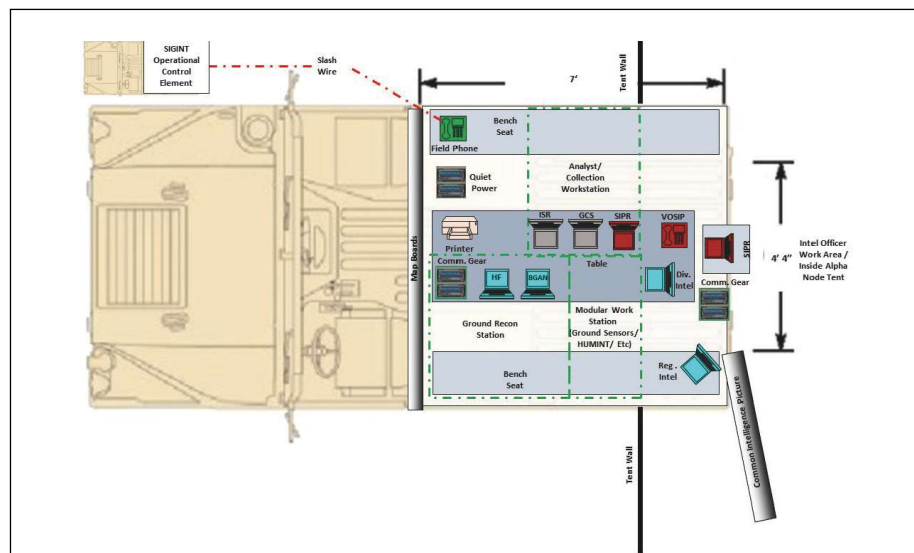 SIGINT
Operational
Control
Element
Slash
Wire
Tent Wall
7'
Bench
Seat
Field Phone
Quiet
Power
Analyst/
Collection
Workstation
ISR
GCS
SIPR
VOSIP
Printer
Map Boards
Comm. Gear
HF
BGAN
Table
Div.
Intel
SIPR
Comm. Gear
4' 4”
Intel Officer
Work Area /
Inside Alpha
Node Tent
Ground Recon
Station
Modular Work
Station
(Ground Sensors/
HUMINT/ Etc)
Bench
Seat
Reg.
Intel
Common Intelligence Picture
Tent Wall